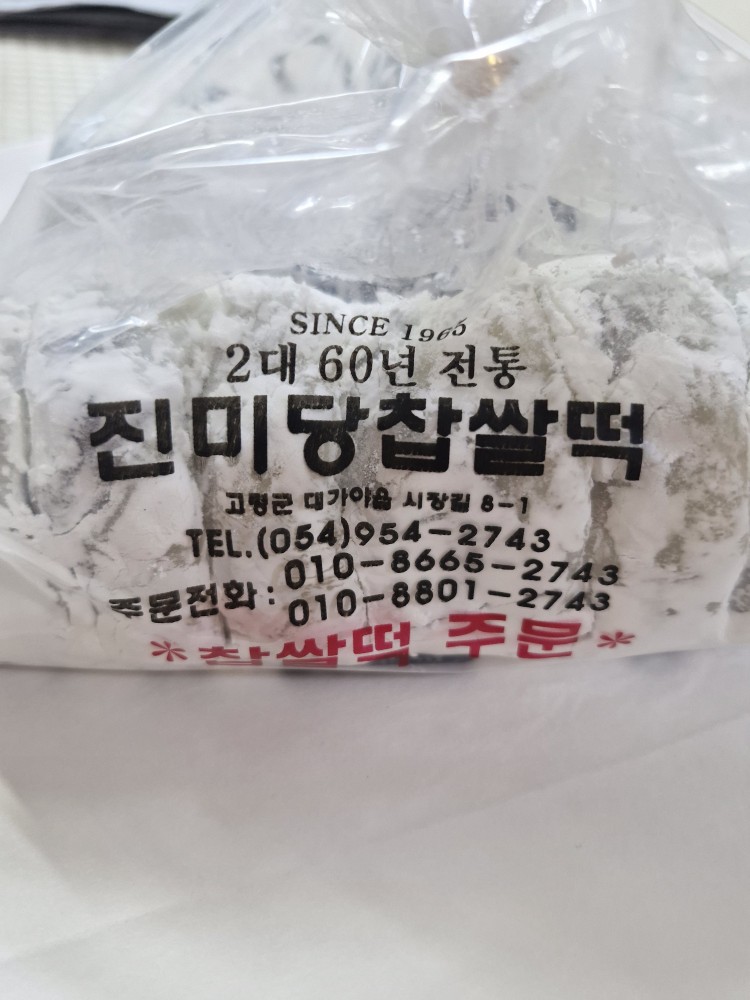 SINCE 1965
2대 60년 전통
진미당찹쌀떡
고령군 대가야읍 시장길 8-1
TEL.(054)954-2743
010-8665-2743
주문전화: 010-8801-2743
*찹쌀떡 주문*